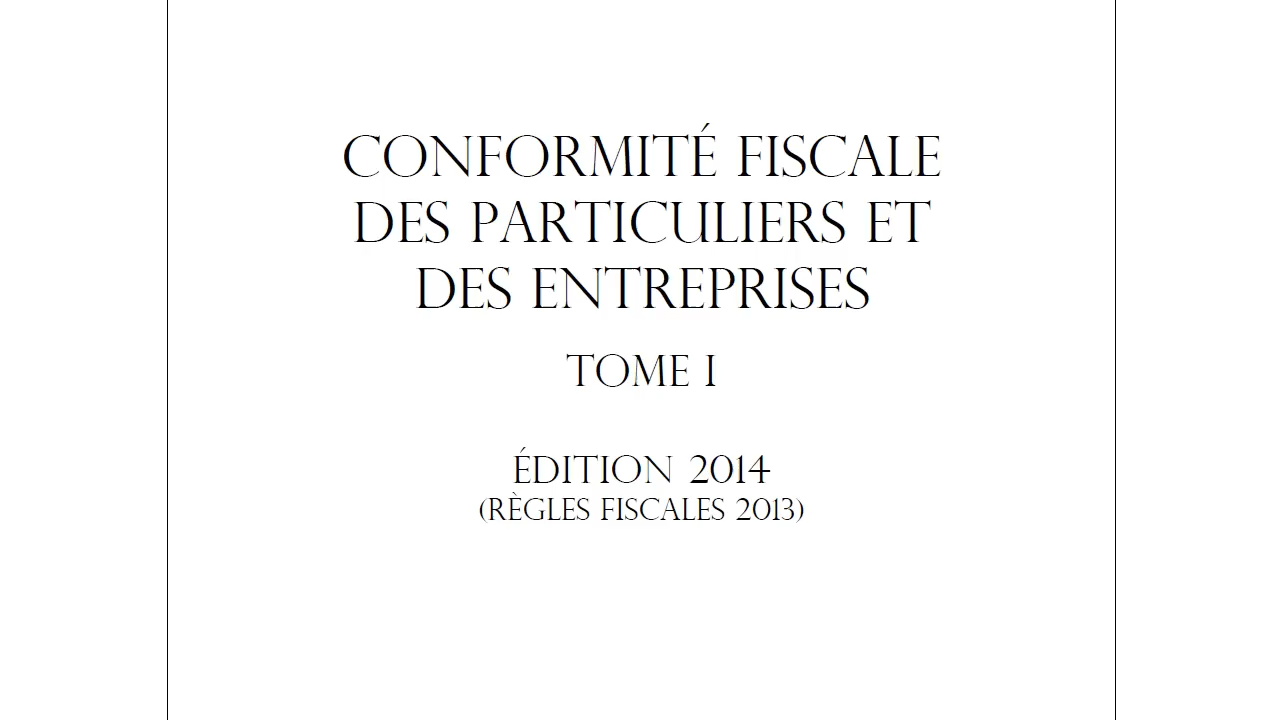 CONFORMITÉ FISCALE
DES PARTICULIERS ET
DES ENTREPRISES
TOME I
ÉDITION 2014
(RÈGLES FISCALES 2013)